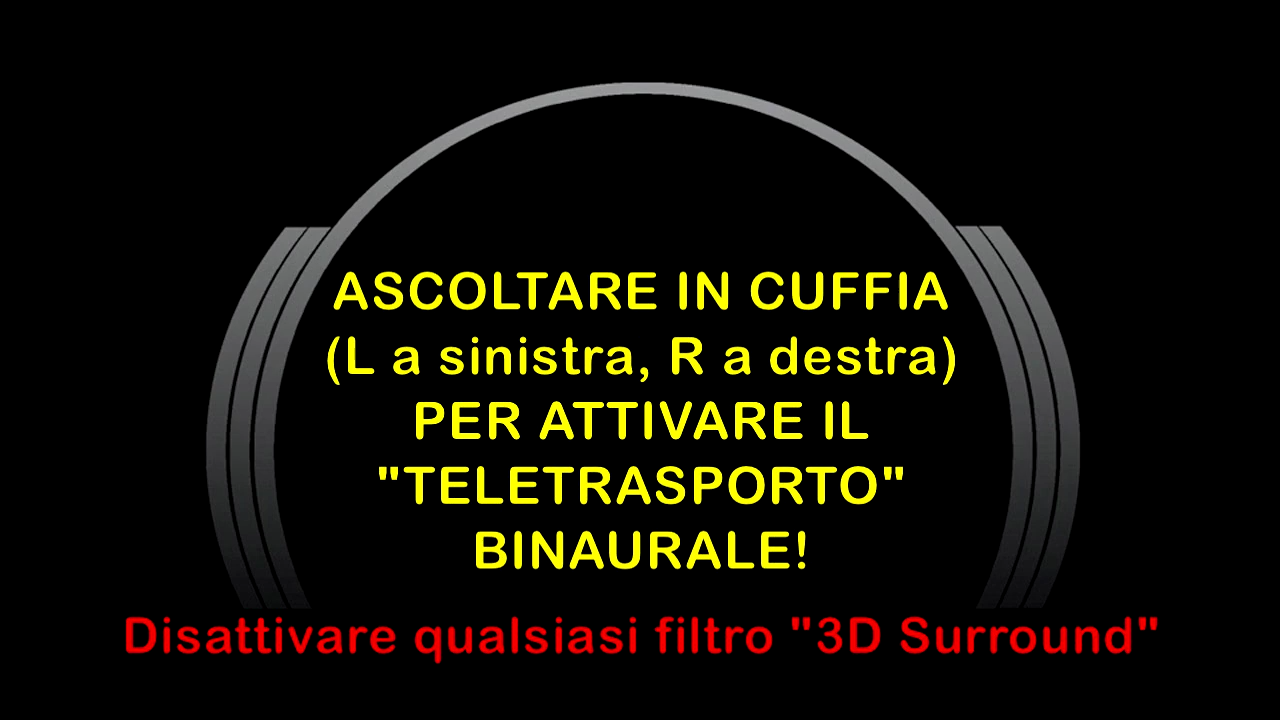 ASCOLTARE IN CUFFIA
(L a sinistra, R a destra)
PER ATTIVARE IL
"TELETRASPORTO"
BINAURALE!
Disattivare qualsiasi filtro "3D Surround"